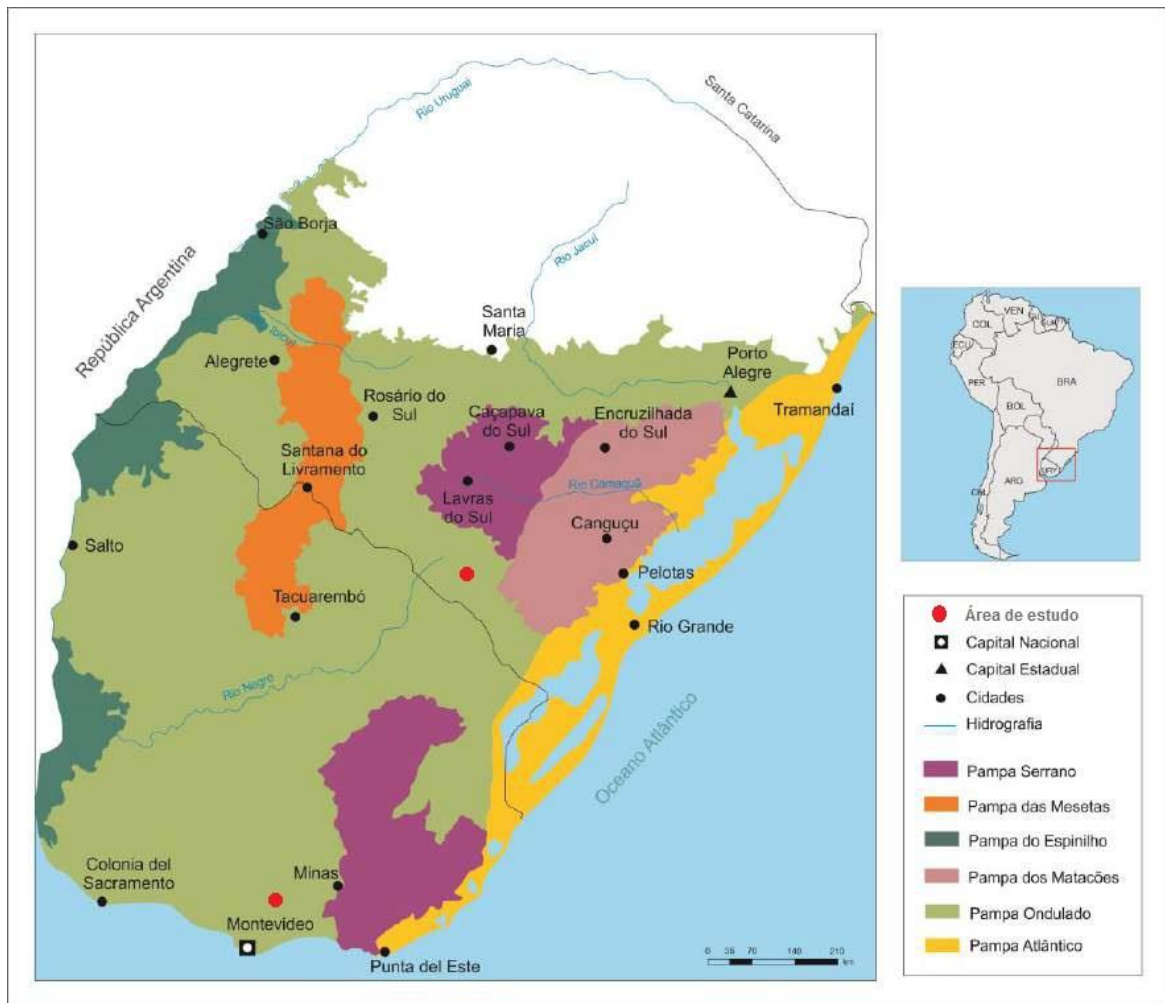 Rio Uruguai
Santa Catarina
São Borja
República Argentina
Rio Jacuí
Ibicuí
Santa
Maria
Alegrete
Porto
Alegre
Rosário do
Sul
Tramandaí
Caçapava
do Sul
Encruzilhada
do Sul
Santana do
Livramento
Lavras
do Sul
Rio Camaquã
Canguçu
Salto
Pelotas
Tacuarembó
Rio Grande
Rio Negro
Oceano Atlântico
Colonia del
Sacramento
Minas
Montevideo
Punta del Este
0 35 70 140 210
km
VEN
COL
ECU
PER
BRA
BOL
ARG
URY
Área de estudo
Capital Nacional
Capital Estadual
Cidades
Hidrografia
Pampa Serrano
Pampa das Mesetas
Pampa do Espinilho
Pampa dos Matacões
Pampa Ondulado
Pampa Atlântico